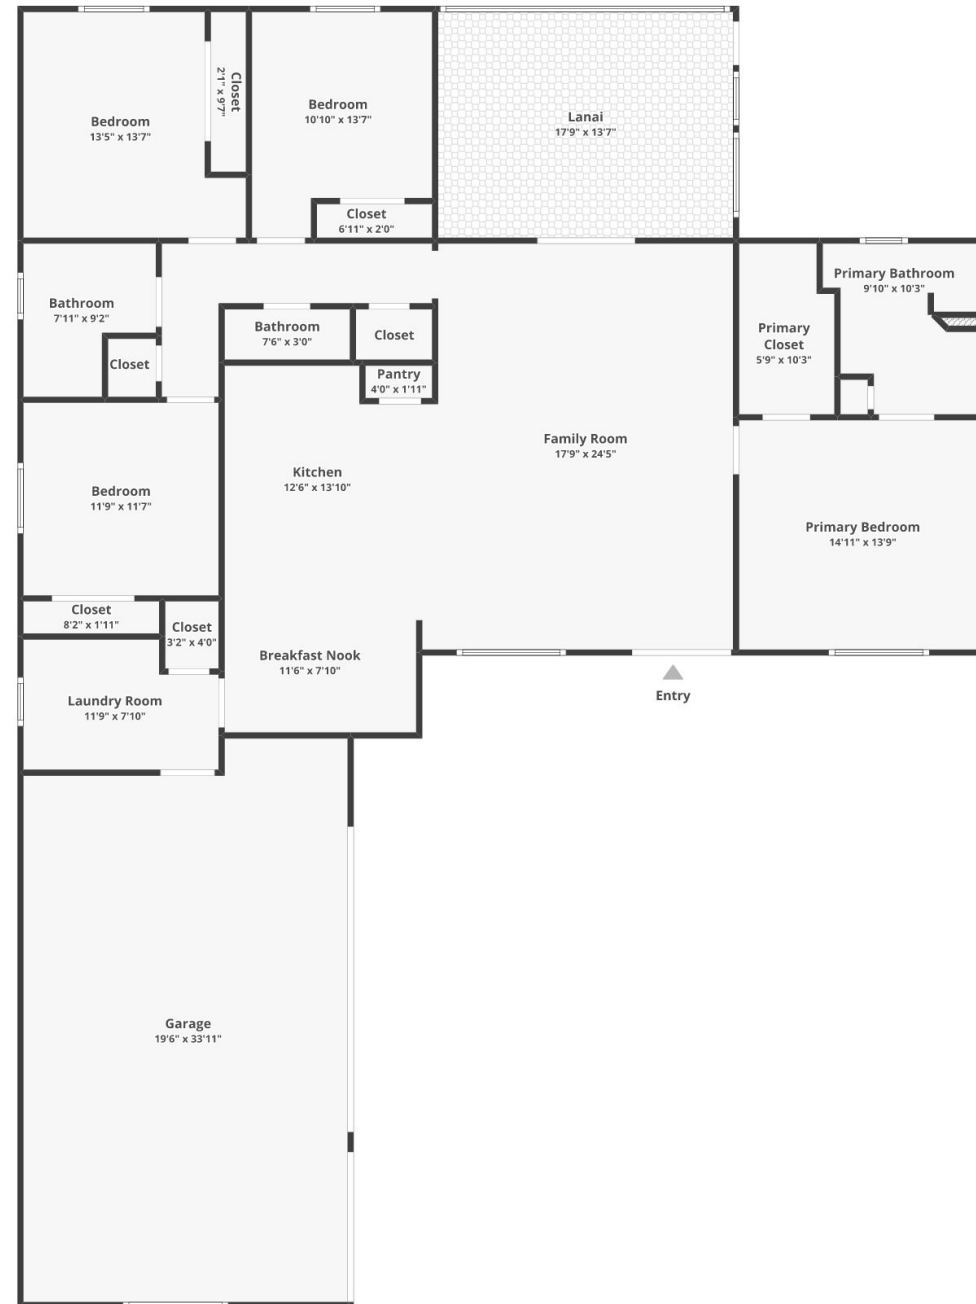 Bedroom
13'5" x 13'7"
Closet
2'1" x 9'7"
Bedroom
10'10" x 13'7"
Closet
6'11" x 2'0"
Lanai
17'9" x 13'7"
Bathroom
7'11" x 9'2"
Closet
Bathroom
7'6" x 3'0"
Closet
Pantry
4'0" x 1'11"
Primary
Closet
5'9" x 10'3"
Primary Bathroom
9'10" x 10'3"
Family Room
17'9" x 24'5"
Kitchen
12'6" x 13'10"
Bedroom
11'9" x 11'7"
Primary Bedroom
14'11" x 13'9"
Closet
8'2" x 1'11"
Closet
3'2" x 4'0"
Breakfast Nook
11'6" x 7'10"
Laundry Room
11'9" x 7'10"
Entry
Garage
19'6" x 33'11"